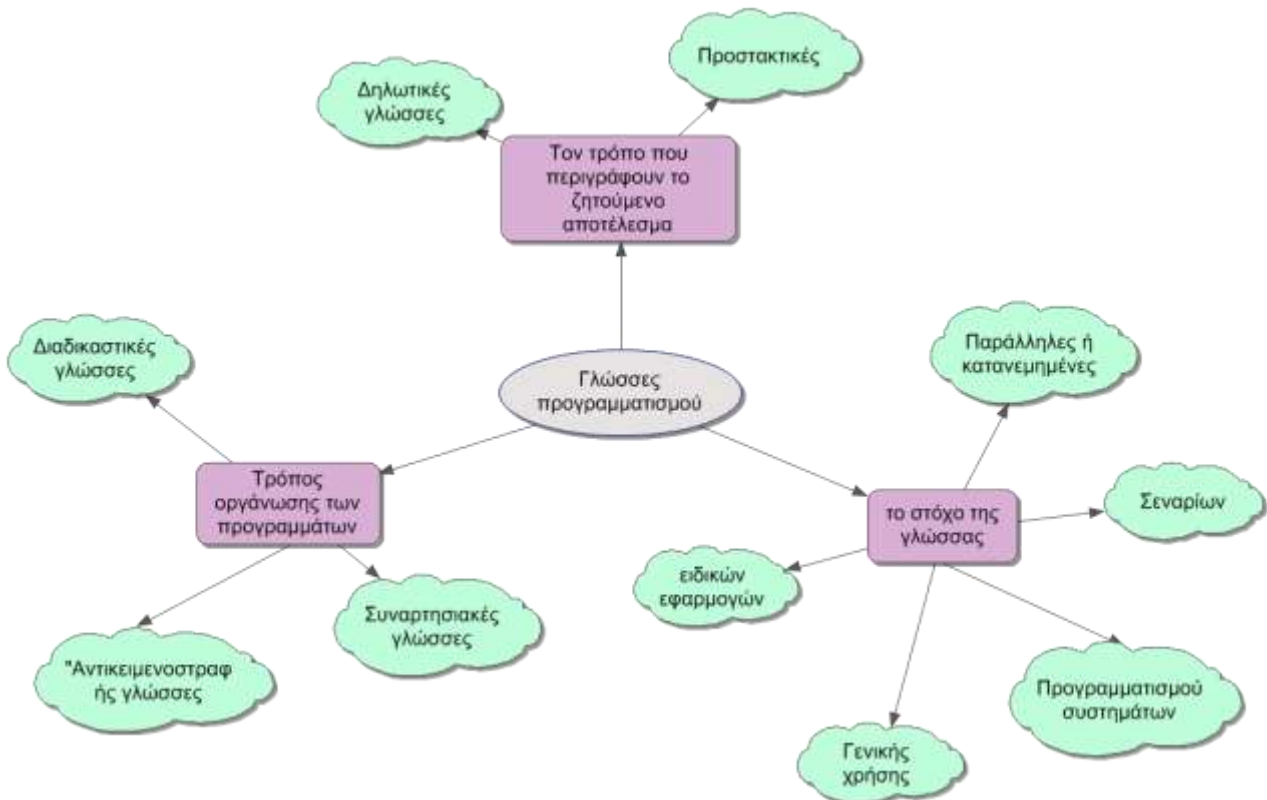 Προστακτικές
Δηλωτικές
γλώσσες
Τον τρόπο που
περιγράφουν το
ζητούμενο
αποτέλεσμα
Παράλληλες ή
κατανεμημένες
Διαδικαστικές
γλώσσες
Γλώσσες
προγραμματισμού
Τρόπος
οργάνωσης των
προγραμμάτων
το στόχο της
γλώσσας
Σεναρίων
ειδικών
εφαρμογών
Συναρτησιακές
γλώσσες
"Αντικειμενοστραφ
ής γλώσσες
Προγραμματισμού
συστημάτων
Γενικής
χρήσης